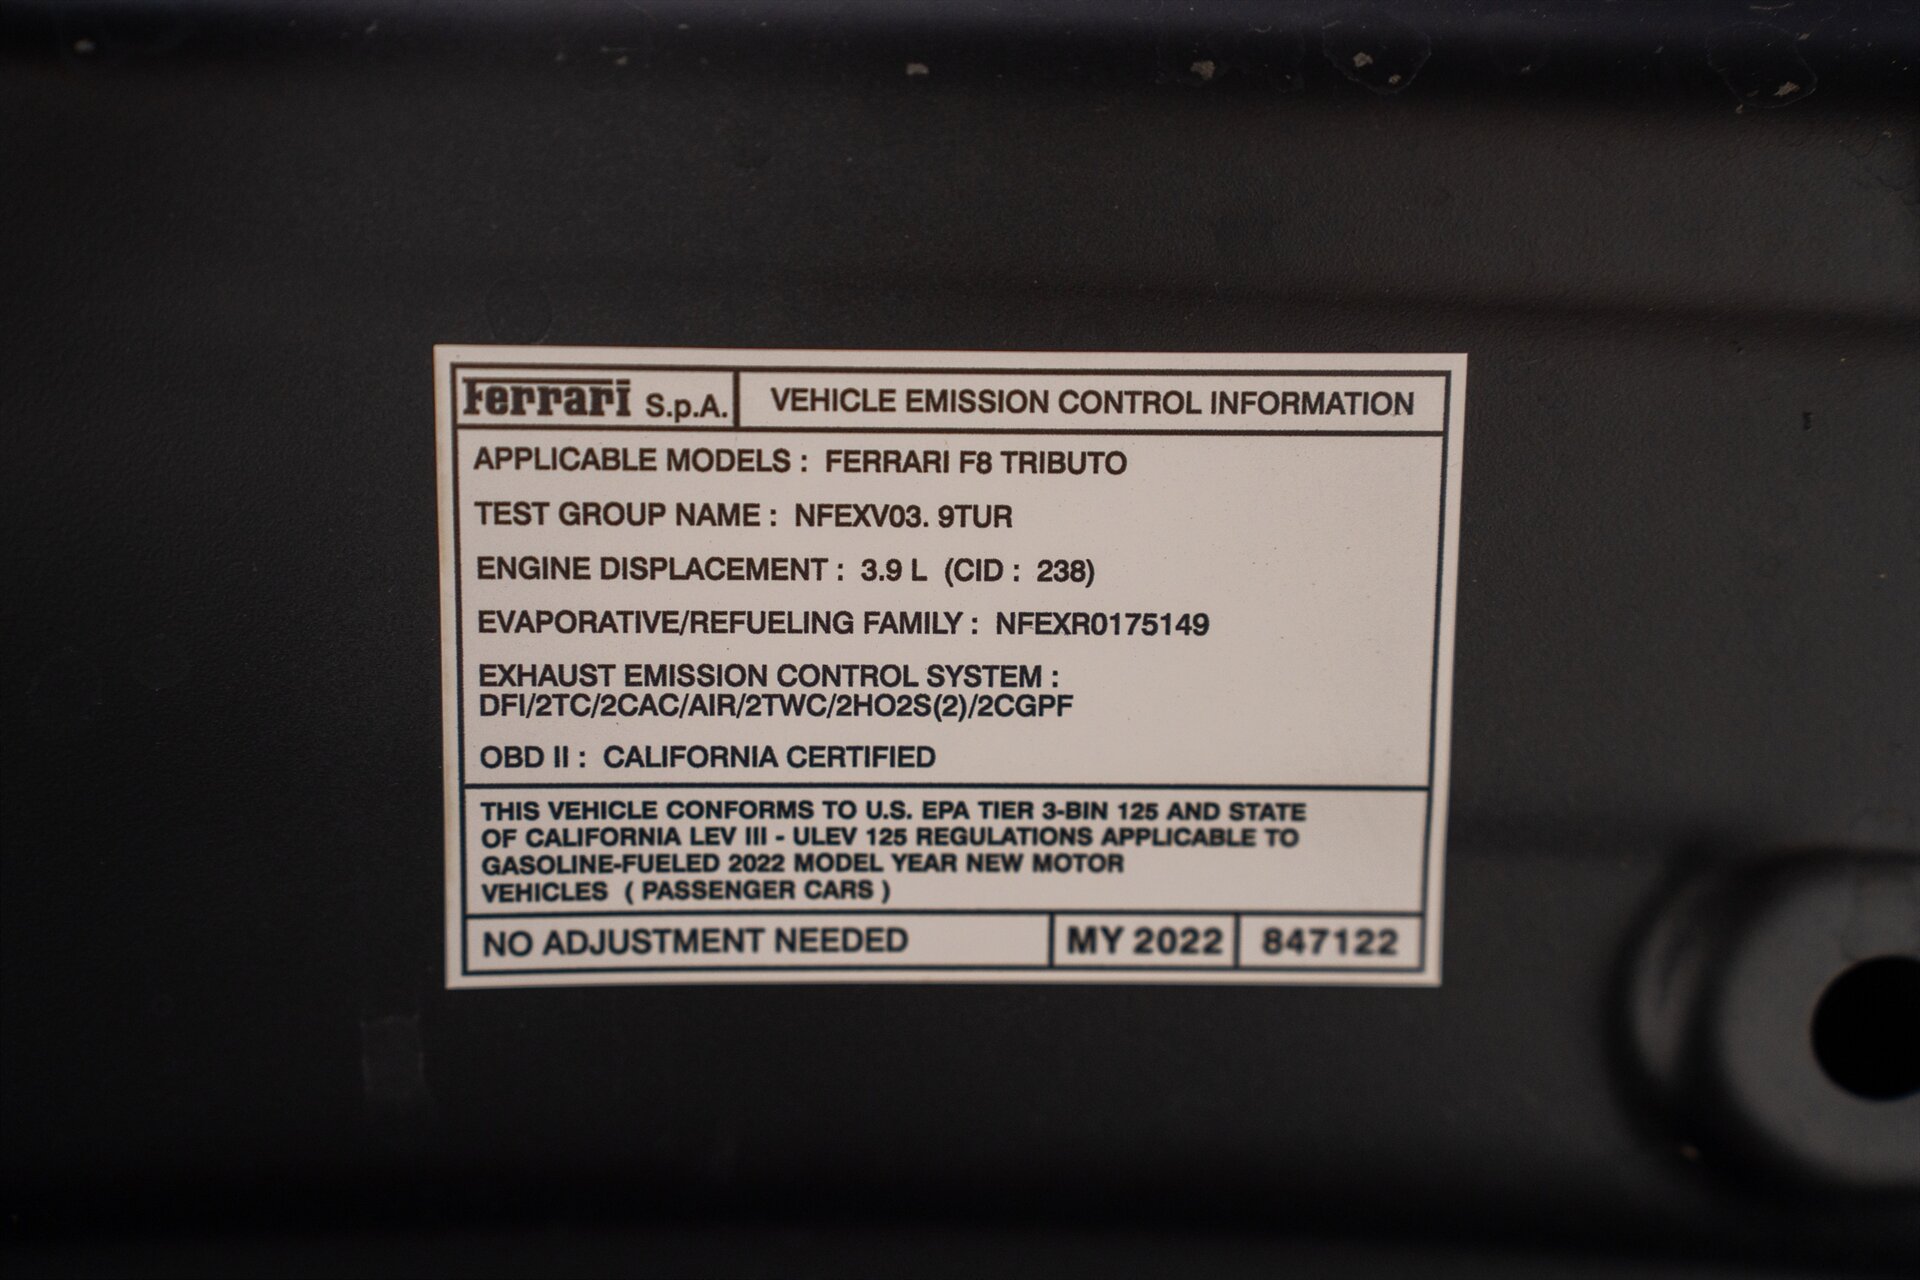 Ferrari S.p.A. VEHICLE EMISSION CONTROL INFORMATION
APPLICABLE MODELS : FERRARI F8 TRIBUTO
TEST GROUP NAME : NFEXV03. 9TUR
ENGINE DISPLACEMENT : 3.9 L (CID : 238)
EVAPORATIVE/REFUELING FAMILY : NFEXR0175149
EXHAUST EMISSION CONTROL SYSTEM :
DFI/2TC/2CAC/AIR/2TWC/2HO2S(2)/2CGPF
OBD II : CALIFORNIA CERTIFIED
THIS VEHICLE CONFORMS TO U.S. EPA TIER 3-BIN 125 AND STATE
OF CALIFORNIA LEV III - ULEV 125 REGULATIONS APPLICABLE TO
GASOLINE-FUELED 2022 MODEL YEAR NEW MOTOR
VEHICLES ( PASSENGER CARS )
NO ADJUSTMENT NEEDED MY 2022 847122